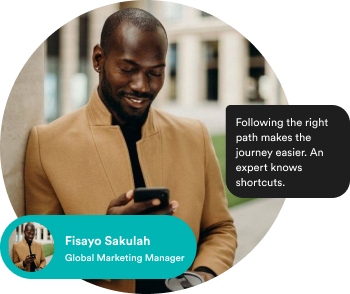 Following the right
path makes the
journey easier. An
expert knows
shortcuts.
Fisayo Sakulah
Global Marketing Manager